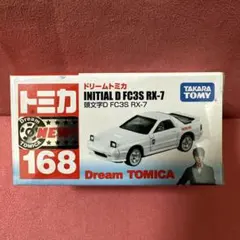 トミカ
Dream TOMICA
NEW
168
ドリームトミカ
INITIAL D FC3S RX-7
頭文字D FC3S RX-7
TAKARA
TOMY
Dream TOMICA